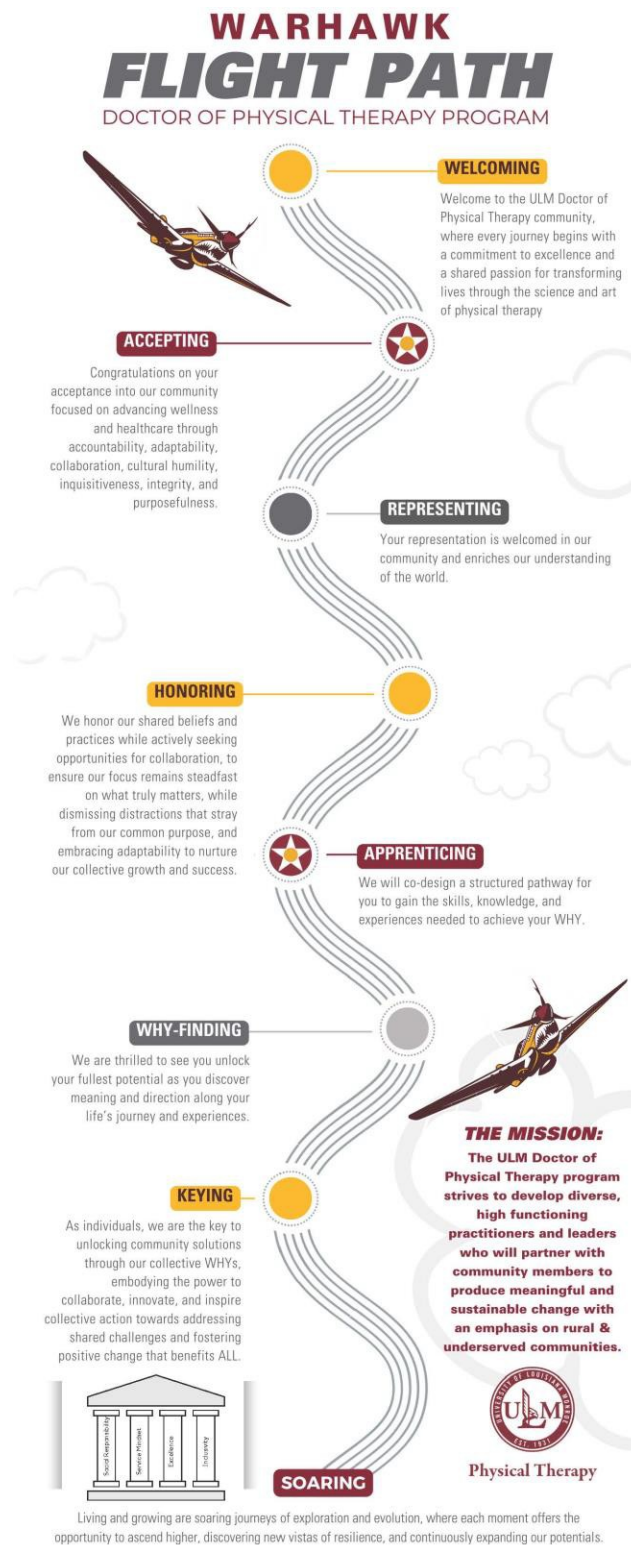 WARHAWK
FLIGHT PATH
DOCTOR OF PHYSICAL THERAPY PROGRAM
WELCOMING
Welcome to the ULM Doctor of
Physical Therapy community,
where every journey begins with
a commitment to excellence and
a shared passion for transforming
lives through the science and art
of physical therapy
ACCEPTING
Congratulations on your
acceptance into our community
focused on advancing wellness
and healthcare through
accountability, adaptability,
collaboration, cultural humility,
inquisitiveness, integrity, and
purposefulness.
REPRESENTING
Your representation is welcomed in our
community and enriches our understanding
of the world.
HONORING
We honor our shared beliefs and
practices while actively seeking
opportunities for collaboration, to
ensure our focus remains steadfast
on what truly matters, while
dismissing distractions that stray
from our common purpose, and
embracing adaptability to nurture
our collective growth and success.
APPRENTICING
We will co-design a structured pathway for
you to gain the skills, knowledge, and
experiences needed to achieve your WHY.
WHY-FINDING
We are thrilled to see you unlock
your fullest potential as you discover
meaning and direction along your
life's journey and experiences.
THE MISSION:
The ULM Doctor of
Physical Therapy program
strives to develop diverse,
high functioning
practitioners and leaders
who will partner with
community members to
produce meaningful and
sustainable change with
an emphasis on rural &
underserved communities.
KEYING
As individuals, we are the key to
unlocking community solutions
through our collective WHYs,
embodying the power to
collaborate, innovate, and inspire
collective action towards addressing
shared challenges and fostering
positive change that benefits ALL.
Social Responsibility
Service Mindset
Excellence
Inclusivity
UNIVERSITY OF LOUISIANA MONROE
ULM
EST. 1931
Physical Therapy
SOARING
Living and growing are soaring journeys of exploration and evolution, where each moment offers the
opportunity to ascend higher, discovering new vistas of resilience, and continuously expanding our potentials.